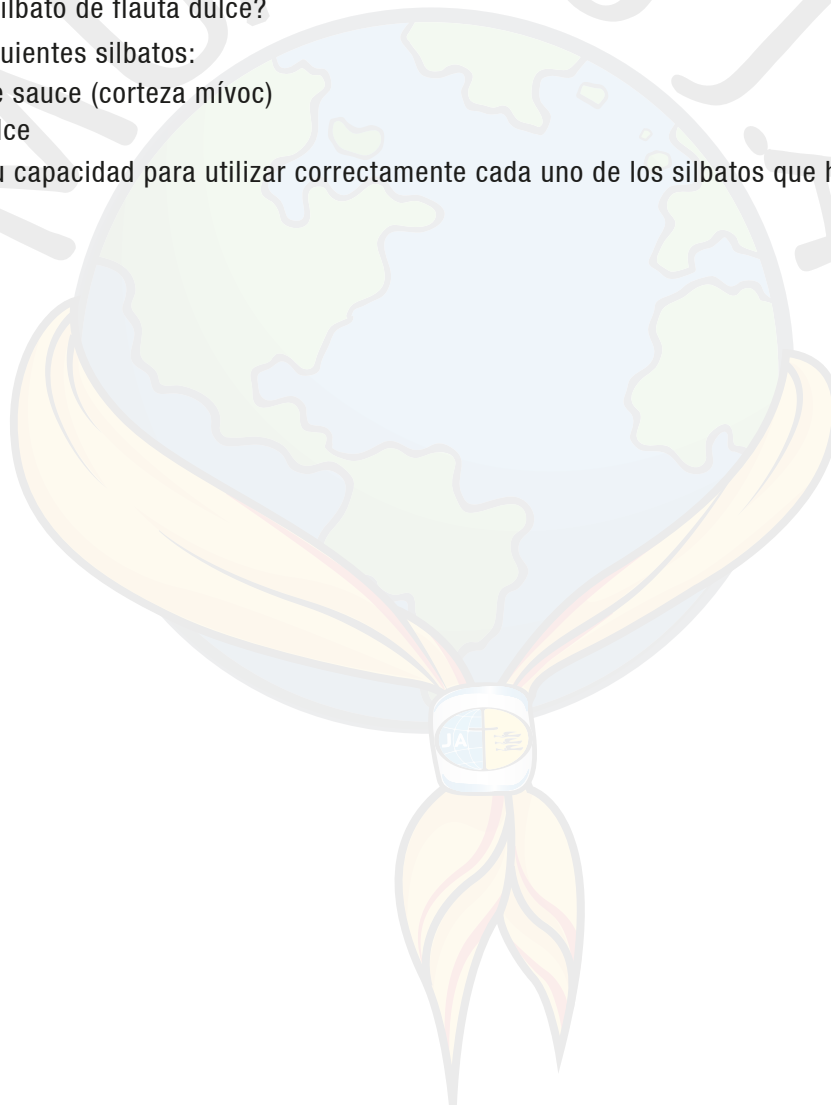 ilbato de flauta dulce?
uientes silbatos:
e sauce (corteza mívoc)
lce
u capacidad para utilizar correctamente cada uno de los silbatos que h
JA